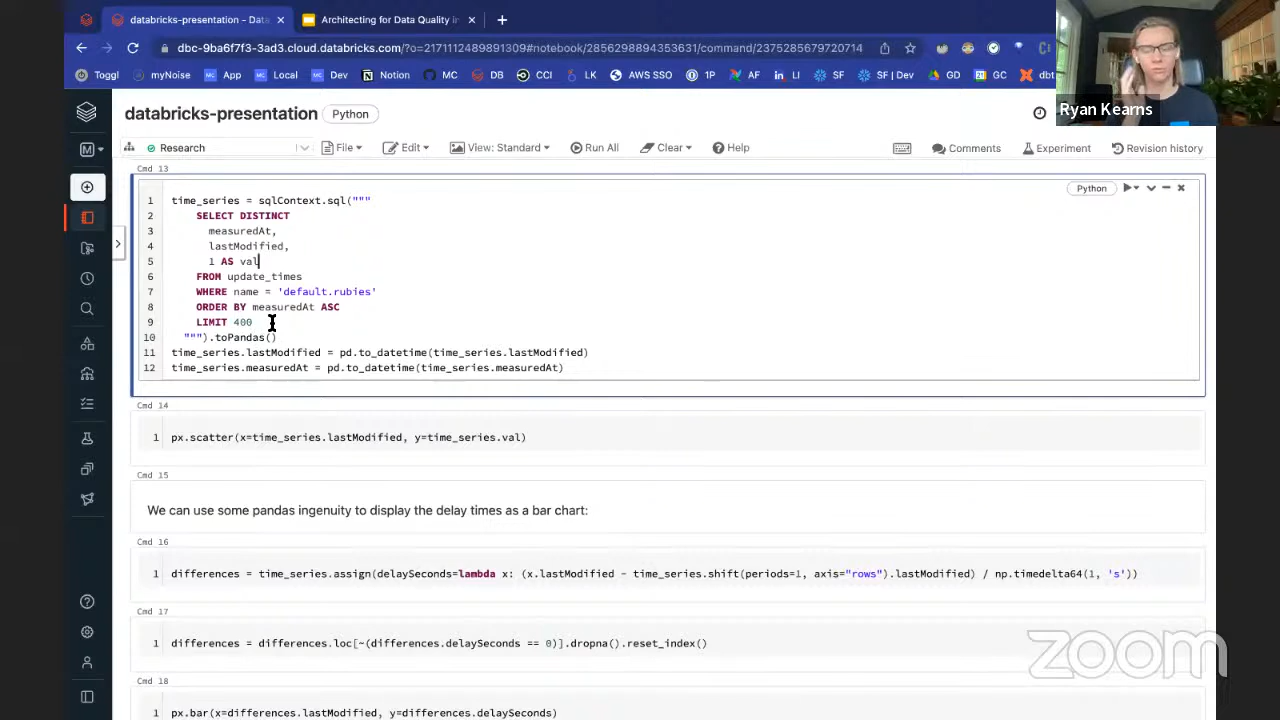 databricks-presentation - Data
Architecting for Data Quality in
dbc-9ba6f7f3-3ad3.cloud.databricks.com/?o=2171112489891309#notebook/2856298894353631/command/2375285679720714
Toggl myNoise App Local Dev Notion MC DB CCI LK AWS SSO 1P AF LI SF SF | Dev GD GC dbt
Ryan Kearns
databricks-presentation Python
Research File Edit View: Standard Run All Clear Help Comments Experiment Revision history
Cmd 13
Python
1 time_series = sqlContext.sql("""
2 SELECT DISTINCT
3 measuredAt,
4 lastModified,
5 1 AS val
6 FROM update_times
7 WHERE name = 'default.rubies'
8 ORDER BY measuredAt ASC
9 LIMIT 400
10 """).toPandas()
11 time_series.lastModified = pd.to_datetime(time_series.lastModified)
12 time_series.measuredAt = pd.to_datetime(time_series.measuredAt)
Cmd 14
1 px.scatter(x=time_series.lastModified, y=time_series.val)
Cmd 15
We can use some pandas ingenuity to display the delay times as a bar chart:
Cmd 16
1 differences = time_series.assign(delaySeconds=lambda x: (x.lastModified - time_series.shift(periods=1, axis="rows").lastModified) / np.timedelta64(1, 's'))
Cmd 17
1 differences = differences.loc[~(differences.delaySeconds == 0)].dropna().reset_index()
Cmd 18
1 px.bar(x=differences.lastModified, y=differences.delaySeconds)
zoom